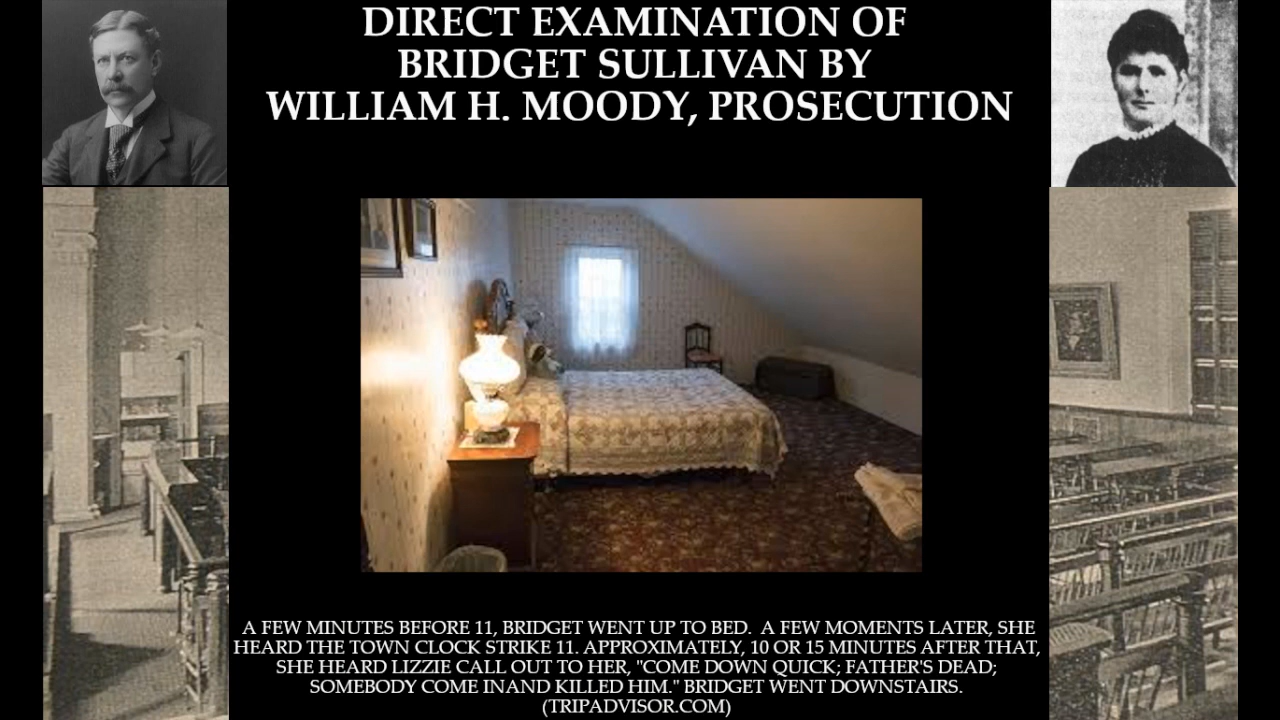 DIRECT EXAMINATION OF
BRIDGET SULLIVAN BY
WILLIAM H. MOODY, PROSECUTION
A FEW MINUTES BEFORE 11, BRIDGET WENT UP TO BED.  A FEW MOMENTS LATER, SHE
HEARD THE TOWN CLOCK STRIKE 11. APPROXIMATELY, 10 OR 15 MINUTES AFTER THAT,
SHE HEARD LIZZIE CALL OUT TO HER, "COME DOWN QUICK; FATHER'S DEAD;
SOMEBODY COME INAND KILLED HIM." BRIDGET WENT DOWNSTAIRS.
(TRIPADVISOR.COM)